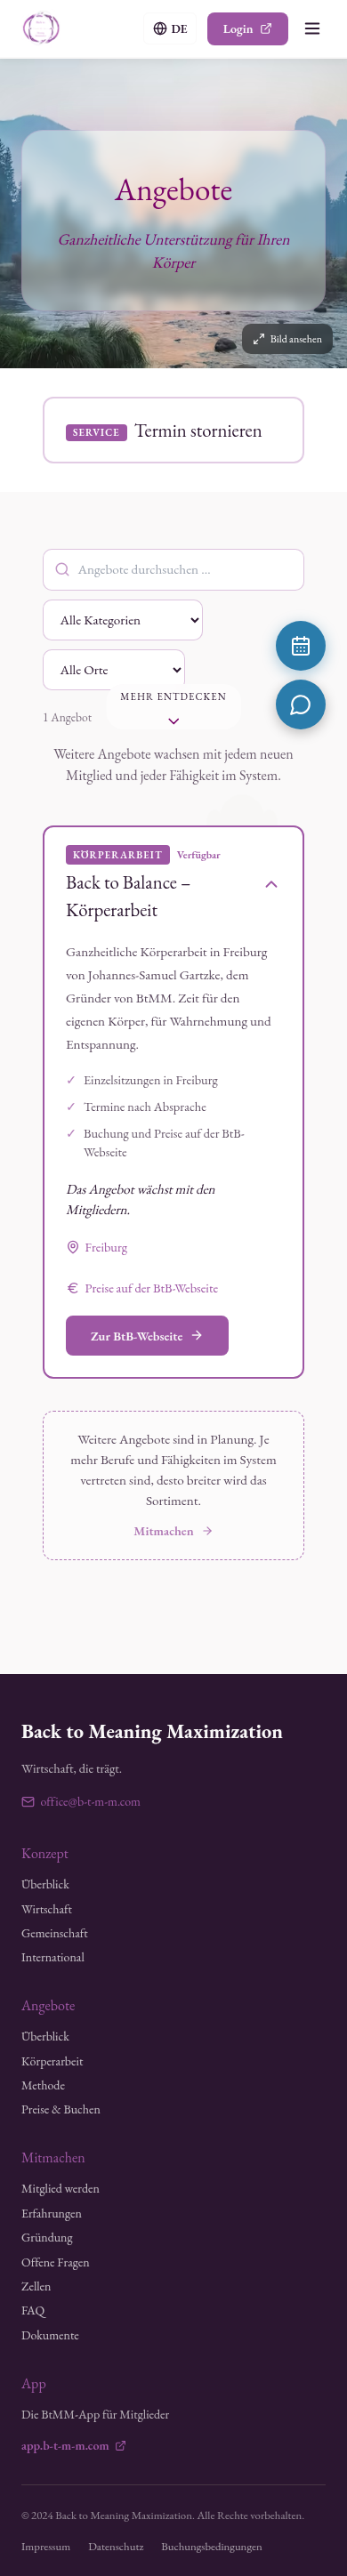 DE
Login
Angebote
Ganzheitliche Unterstützung für Ihren
Körper
Bild ansehen
SERVICE Termin stornieren
Angebote durchsuchen ...
Alle Kategorien
Alle Orte
MEHR ENTDECKEN
1 Angebot
Weitere Angebote wachsen mit jedem neuen
Mitglied und jeder Fähigkeit im System.
KÖRPERARBEIT Verfügbar
Back to Balance –
Körperarbeit
Ganzheitliche Körperarbeit in Freiburg
von Johannes-Samuel Gartzke, dem
Gründer von BtMM. Zeit für den
eigenen Körper, für Wahrnehmung und
Entspannung.
✓ Einzelsitzungen in Freiburg
✓ Termine nach Absprache
✓ Buchung und Preise auf der BtB-
Webseite
Das Angebot wächst mit den
Mitgliedern.
Freiburg
€ Preise auf der BtB-Webseite
Zur BtB-Webseite →
Weitere Angebote sind in Planung. Je
mehr Berufe und Fähigkeiten im System
vertreten sind, desto breiter wird das
Sortiment.
Mitmachen →
Back to Meaning Maximization
Wirtschaft, die trägt.
office@b-t-m-m.com
Konzept
Überblick
Wirtschaft
Gemeinschaft
International
Angebote
Überblick
Körperarbeit
Methode
Preise & Buchen
Mitmachen
Mitglied werden
Erfahrungen
Gründung
Offene Fragen
Zellen
FAQ
Dokumente
App
Die BtMM-App für Mitglieder
app.b-t-m-m.com
© 2024 Back to Meaning Maximization. Alle Rechte vorbehalten.
Impressum Datenschutz Buchungsbedingungen